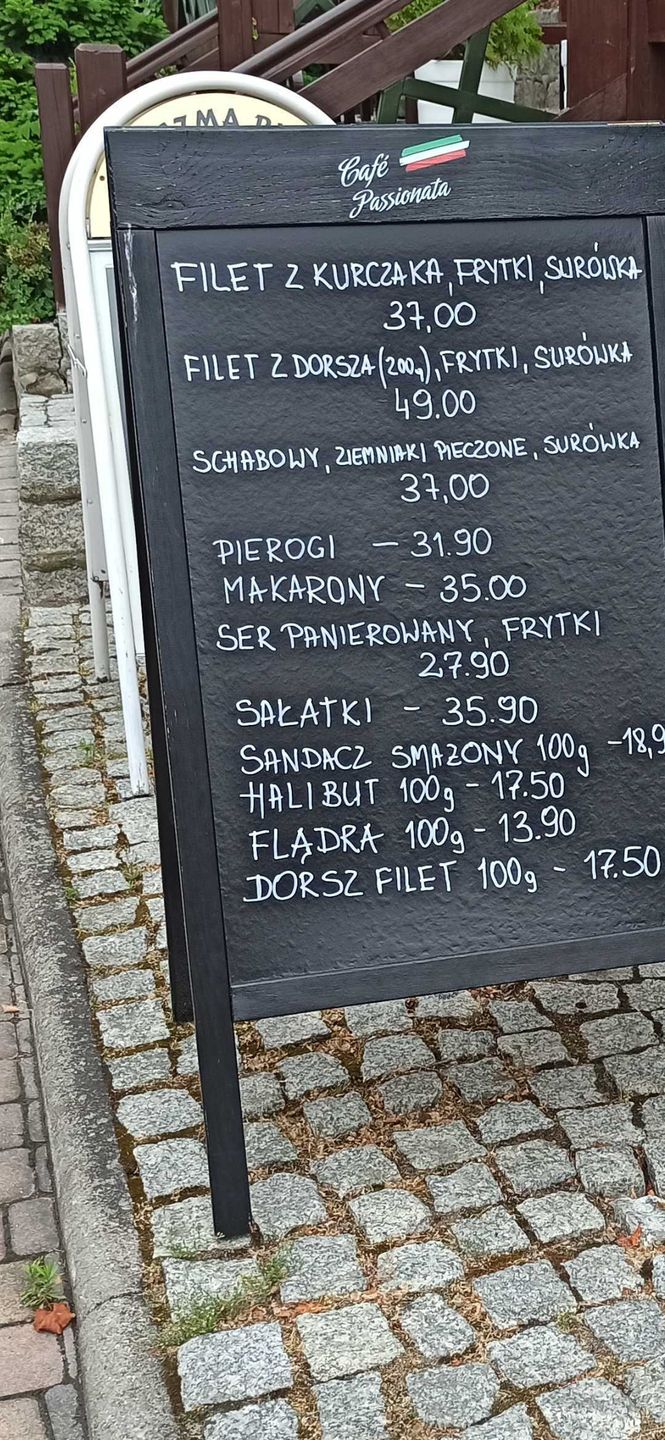 Café
Passionata
FILET Z KURCZAKA, FRYTKI, SURÓWKA
37,00
FILET Z DORSZA (200g), FRYTKI, SURÓWKA
49.00
SCHABOWY, ZIEMNIAKI PIECZONE, SURÓWKA
37,00
PIEROGI – 31.90
MAKARONY – 35.00
SER PANIEROWANY, FRYTKI
27.90
SAŁATKI – 35.90
SANDACZ SMAŻONY 100g – 18,9
HALIBUT 100g – 17.50
FLĄDRA 100g – 13.90
DORSZ FILET 100g – 17.50